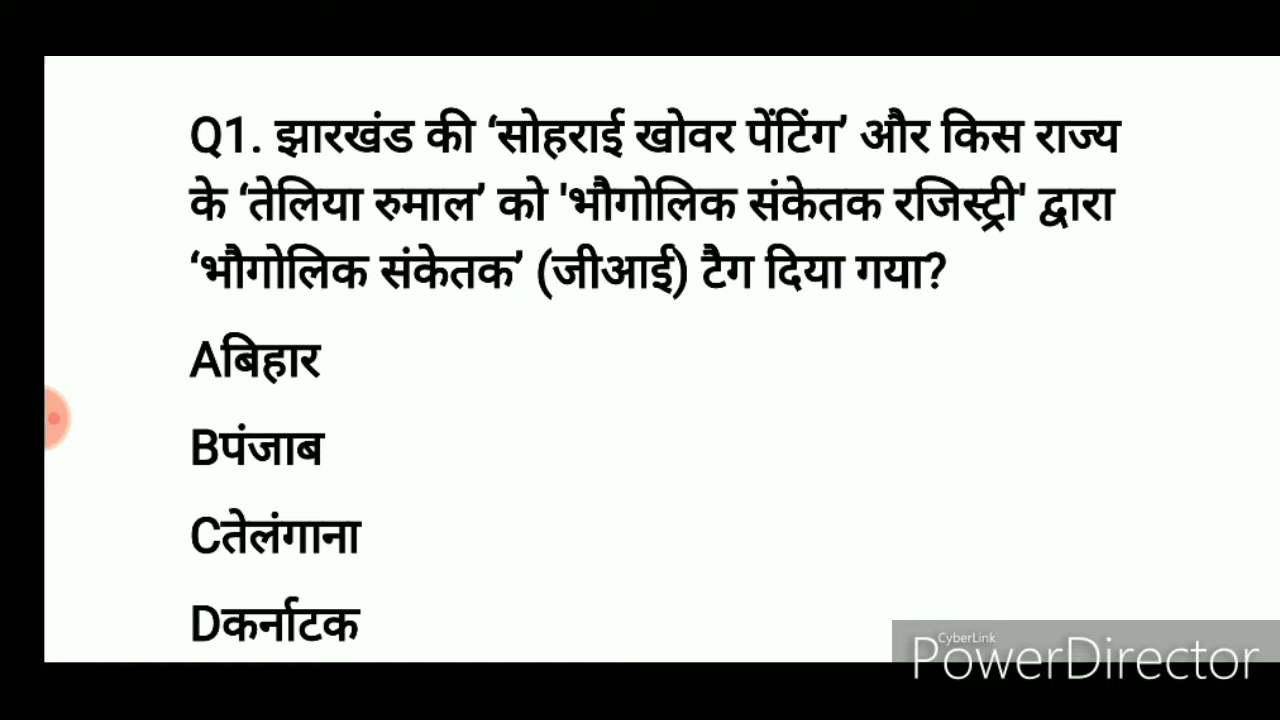 Q1. झारखंड की ‘सोहराई खोवर पेंटिंग’ और किस राज्य
के ‘तेलिया रुमाल’ को 'भौगोलिक संकेतक रजिस्ट्री' द्वारा
‘भौगोलिक संकेतक’ (जीआई) टैग दिया गया?
Aबिहार
Bपंजाब
Cतेलंगाना
Dकर्नाटक
CyberLink
PowerDirector